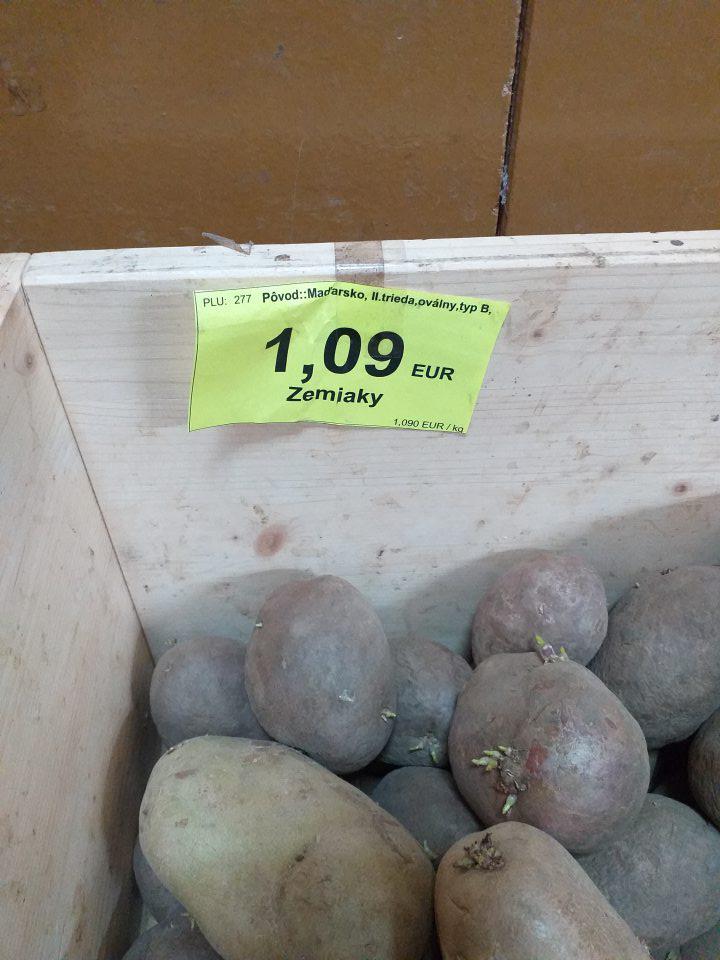 PLU: 277 Pôvod::Maďarsko, II.trieda,oválny,typ B,
1,09 EUR
Zemiaky
1,090 EUR / kg